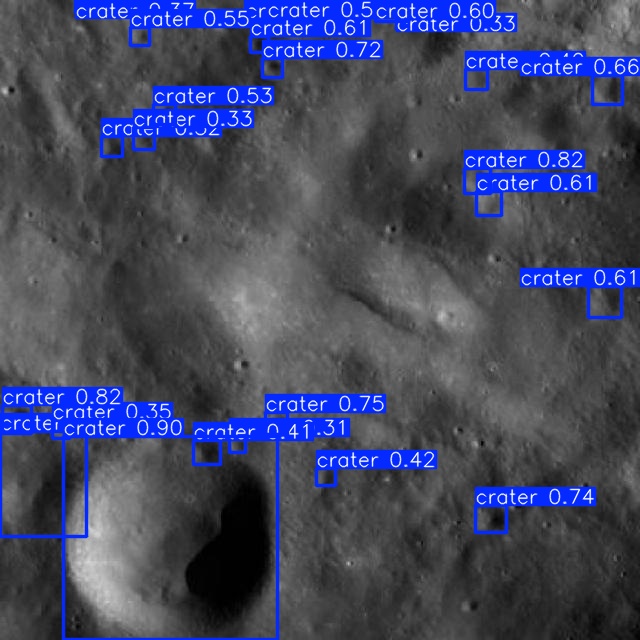 crater 0.55
crater 0.60
crater 0.33
crater 0.61
crater 0.72
crater 0.66
crater 0.53
crater 0.33
crater 0.82
crater 0.61
crater 0.61
crater 0.82
crater 0.75
crater 0.35
crater 0.90
crater 0.41
crater 0.42
crater 0.74